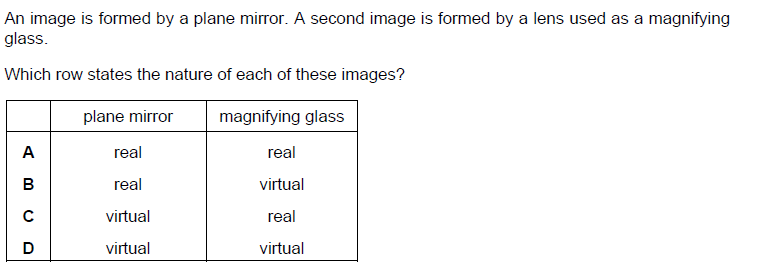 An image is formed by a plane mirror. A second image is formed by a lens used as a magnifying
glass.
Which row states the nature of each of these images?
plane mirror magnifying glass
A real real
B real virtual
C virtual real
D virtual virtual